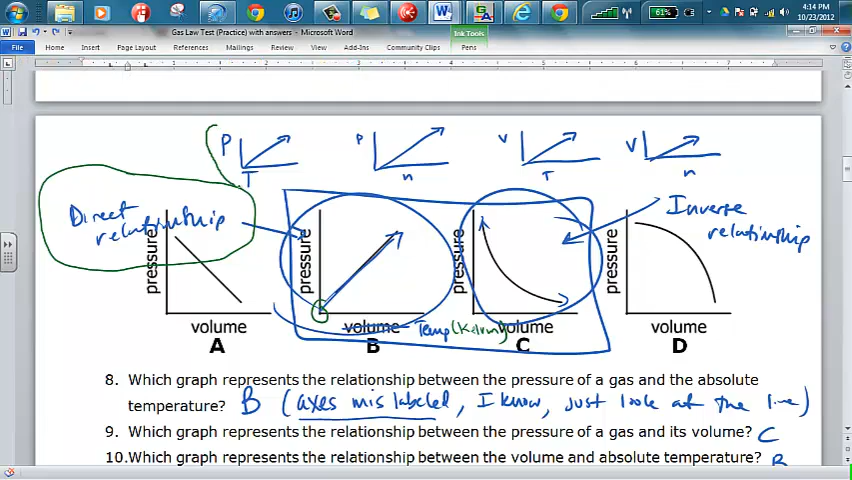 4:14 PM
61%
10/23/2012
Gas Law Test (Practice) with answers - Microsoft Word
Ink Tools
File Insert Page Layout References Mailings Review View Add-Ins Community Clips Pens
P T
P n
V T
V n
Direct relationship
Inverse relationship
pressure pressure pressure pressure
volume volume Temp (Kelvin) volume volume
A B C D
8. Which graph represents the relationship between the pressure of a gas and the absolute
temperature? B (axes mislabeled, I know, just look at the line)
9. Which graph represents the relationship between the pressure of a gas and its volume? C
10.Which graph represents the relationship between the volume and absolute temperature? B